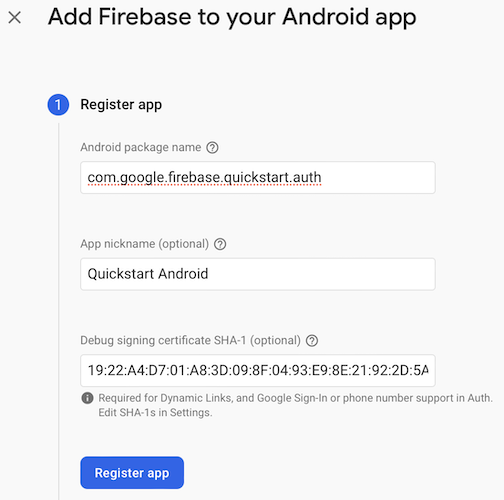 Add Firebase to your Android app
1 Register app
Android package name
com.google.firebase.quickstart.auth
App nickname (optional)
Quickstart Android
Debug signing certificate SHA-1 (optional)
19:22:A4:D7:01:A8:3D:09:8F:04:93:E9:8E:21:92:2D:5A
Required for Dynamic Links, and Google Sign-In or phone number support in Auth.
Edit SHA-1s in Settings.
Register app